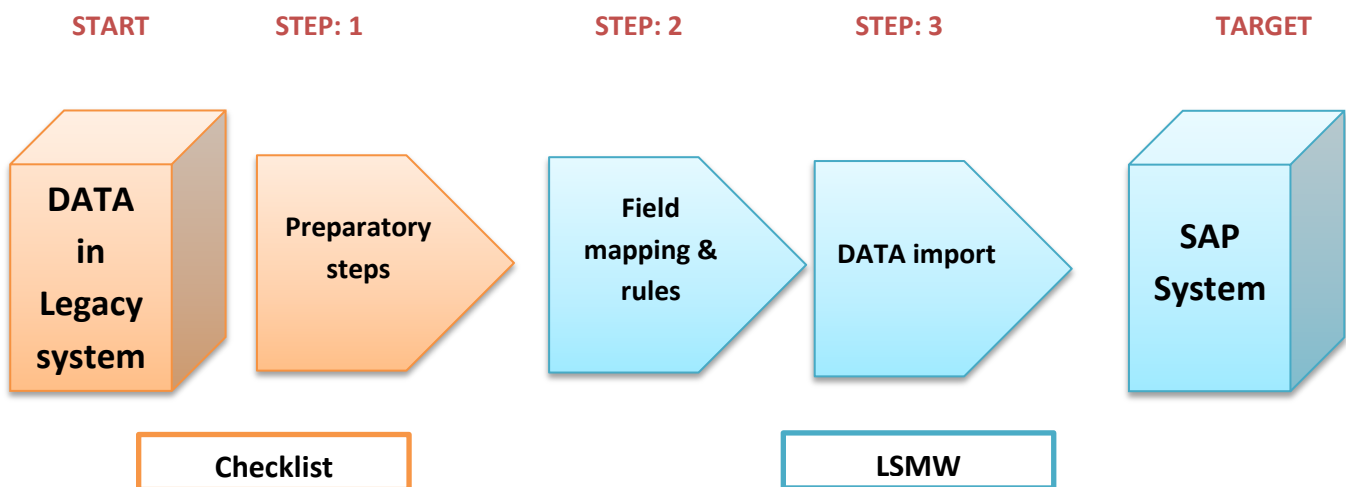 START
STEP: 1
STEP: 2
STEP: 3
TARGET
DATA
in
Legacy
system
Preparatory
steps
Field
mapping &
rules
DATA import
SAP
System
Checklist
LSMW